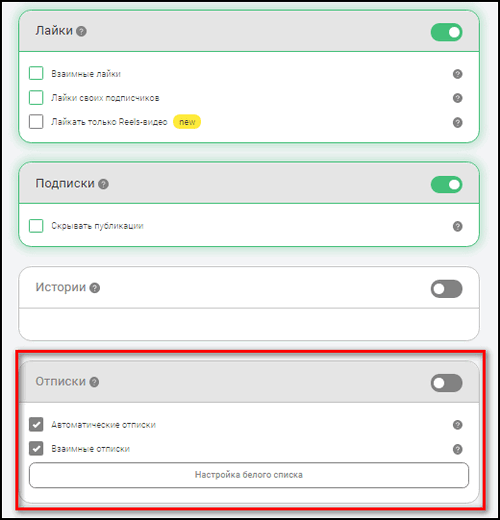 Лайки ?
Взаимные лайки ?
Лайки своих подписчиков ?
Лайкать только Reels-видео new ?
Подписки ?
Скрывать публикации ?
Истории ?
Отписки ?
Автоматические отписки ?
Взаимные отписки ?
Настройка белого списка